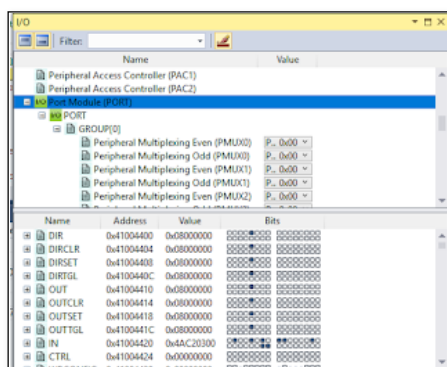 I/O
Filter:
Name Value
Peripheral Access Controller (PAC1)
Peripheral Access Controller (PAC2)
I/O Port Module (PORT)
I/O PORT
GROUP[0]
Peripheral Multiplexing Even (PMUX0) P... 0x00
Peripheral Multiplexing Odd (PMUX0) P... 0x00
Peripheral Multiplexing Even (PMUX1) P... 0x00
Peripheral Multiplexing Odd (PMUX1) P... 0x00
Peripheral Multiplexing Even (PMUX2) P... 0x00
Name Address Value Bits
DIR 0x41004400 0x08000000
DIRCLR 0x41004404 0x08000000
DIRSET 0x41004408 0x08000000
DIRTGL 0x4100440C 0x08000000
OUT 0x41004410 0x08000000
OUTCLR 0x41004414 0x08000000
OUTSET 0x41004418 0x08000000
OUTTGL 0x4100441C 0x08000000
IN 0x41004420 0x4AC20300
CTRL 0x41004424 0x00000000